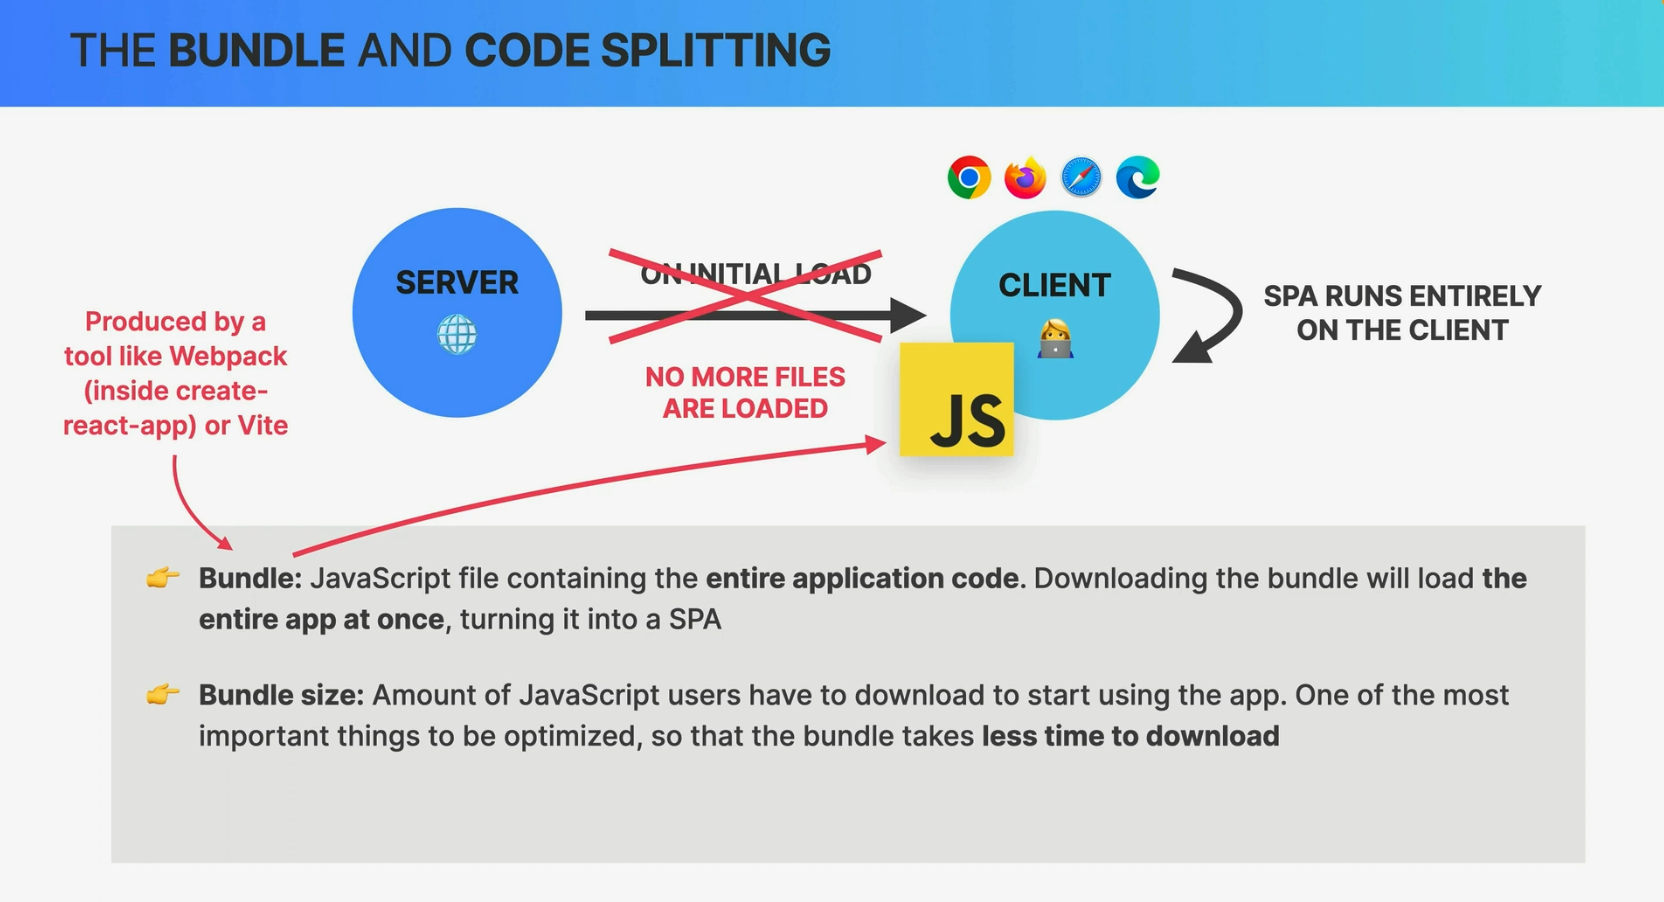 THE BUNDLE AND CODE SPLITTING
SERVER
ON INITIAL LOAD
CLIENT
SPA RUNS ENTIRELY
ON THE CLIENT
Produced by a
tool like Webpack
(inside create-
react-app) or Vite
NO MORE FILES
ARE LOADED
JS
Bundle: JavaScript file containing the entire application code. Downloading the bundle will load the
entire app at once, turning it into a SPA
Bundle size: Amount of JavaScript users have to download to start using the app. One of the most
important things to be optimized, so that the bundle takes less time to download